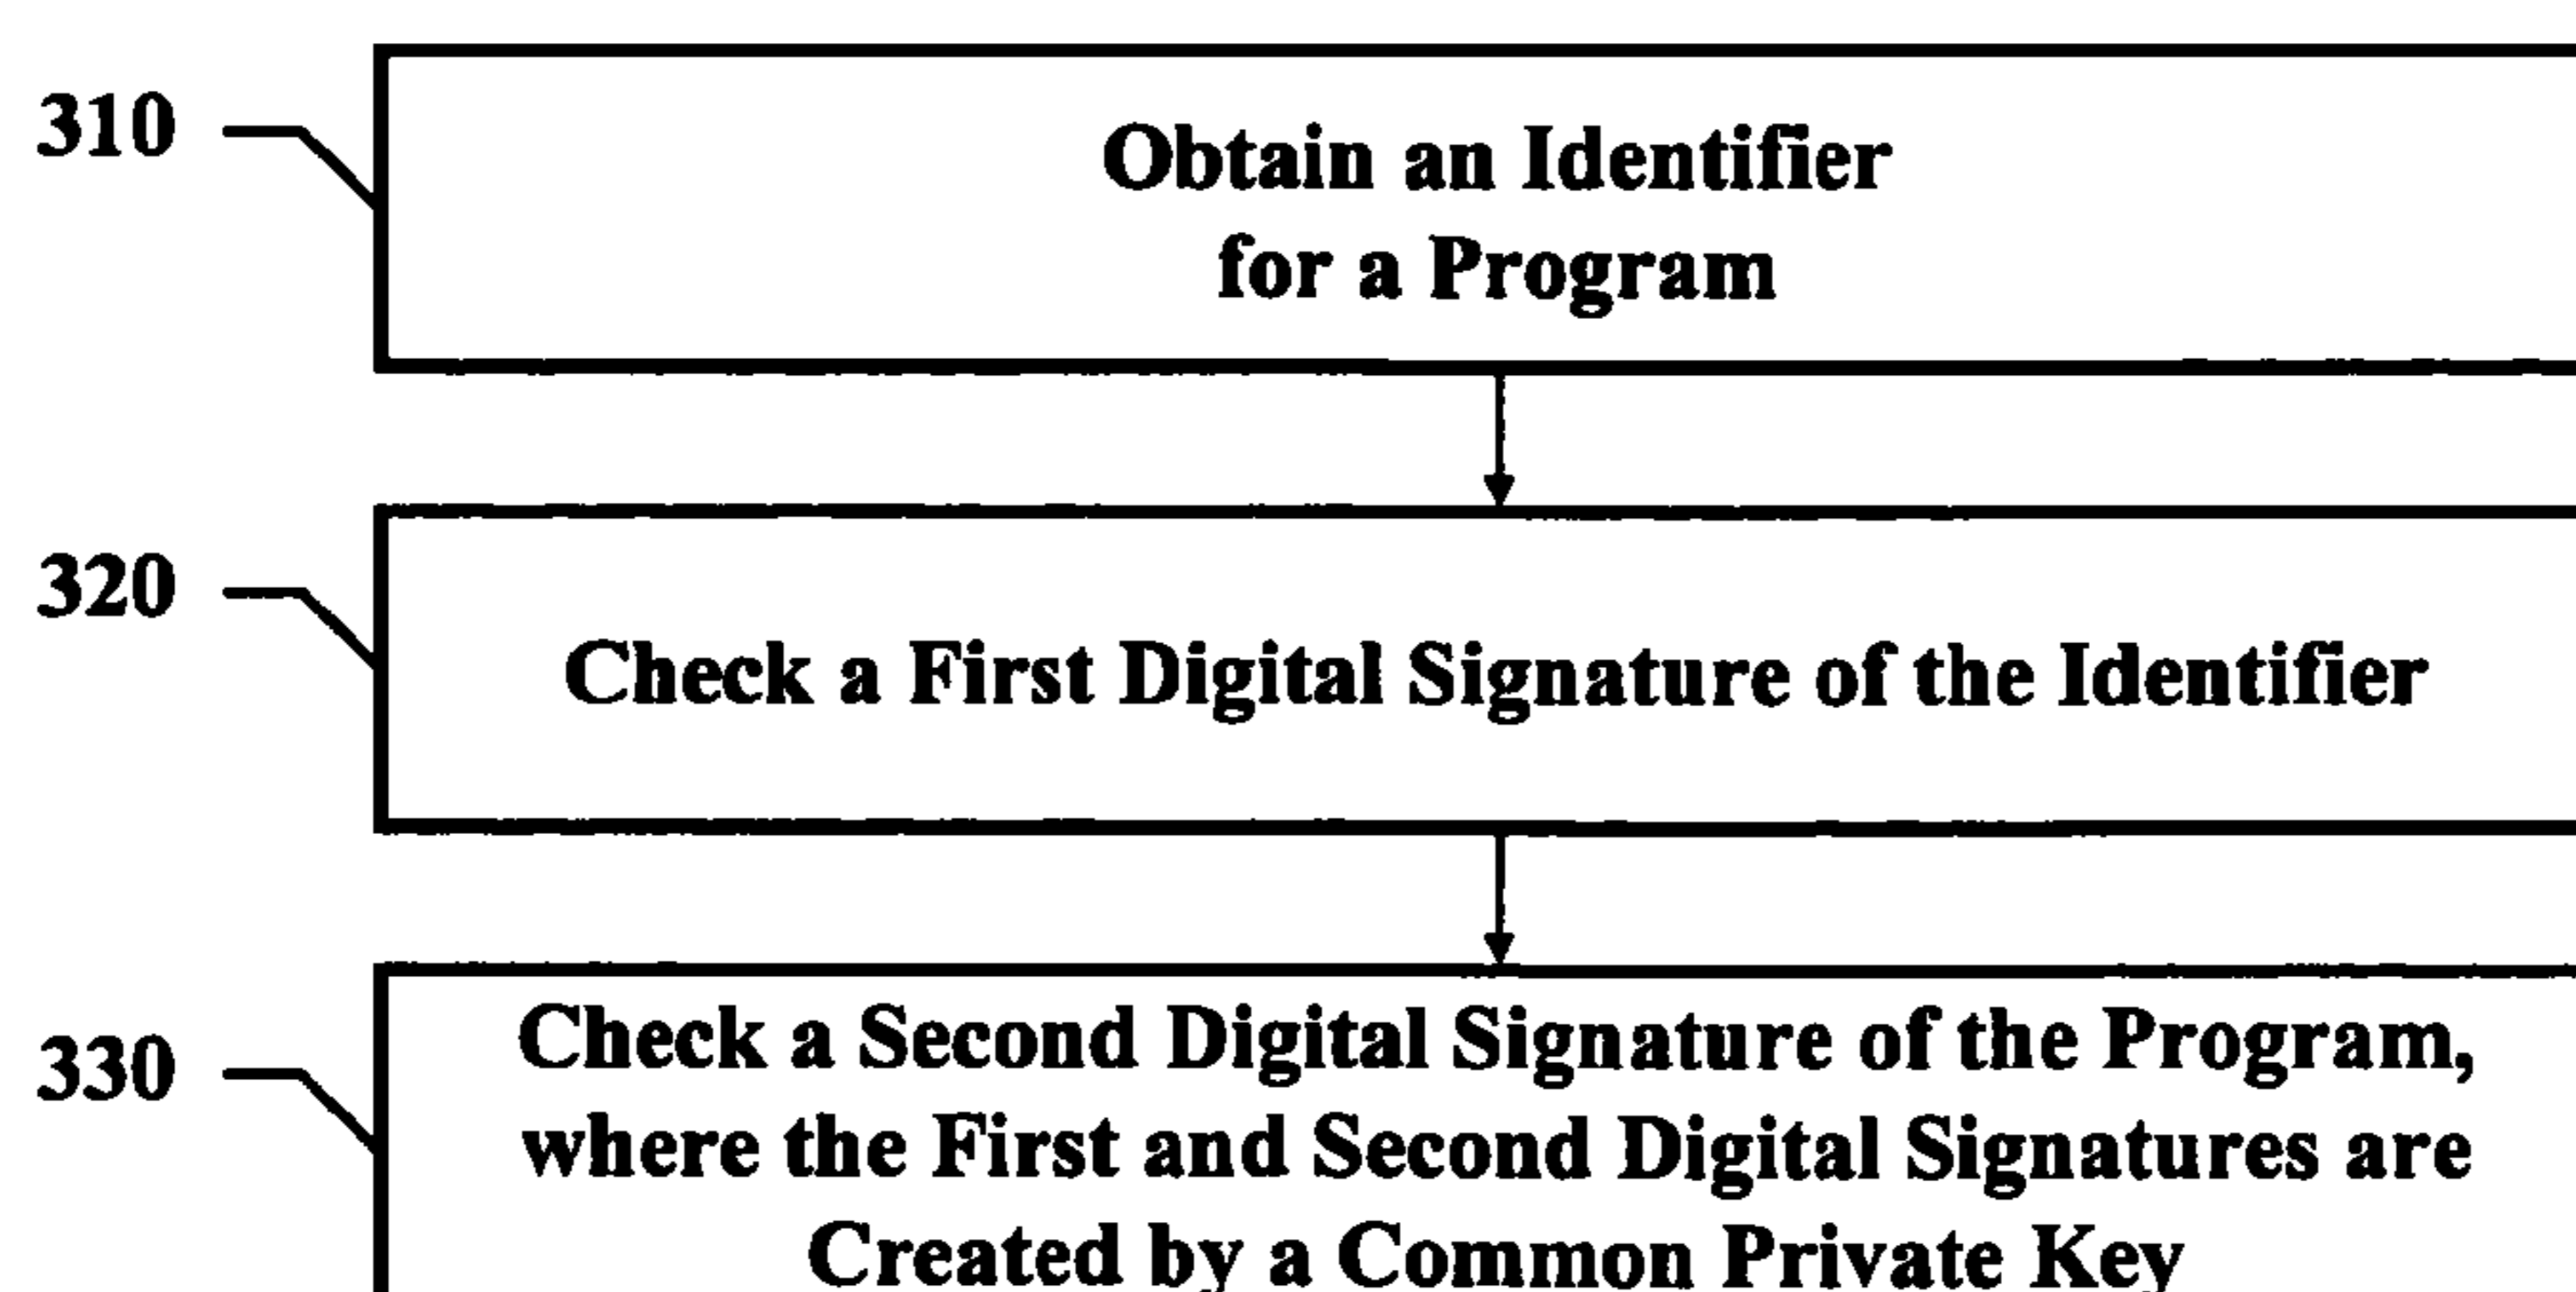 310
Obtain an Identifier
for a Program
320
Check a First Digital Signature of the Identifier
330
Check a Second Digital Signature of the Program,
where the First and Second Digital Signatures are
Created by a Common Private Key